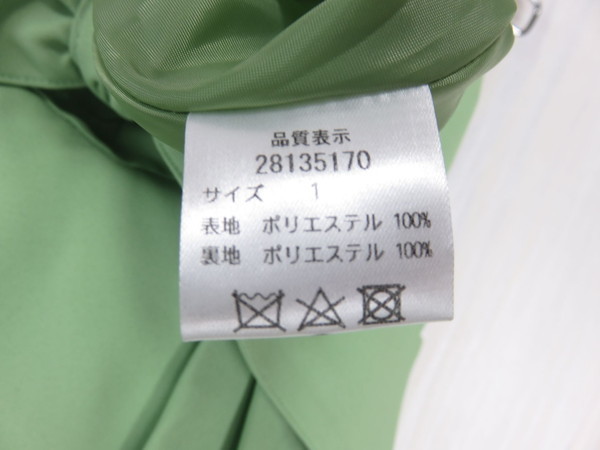 品質表示
28135170
サイズ 1
表地 ポリエステル 100%
裏地 ポリエステル 100%